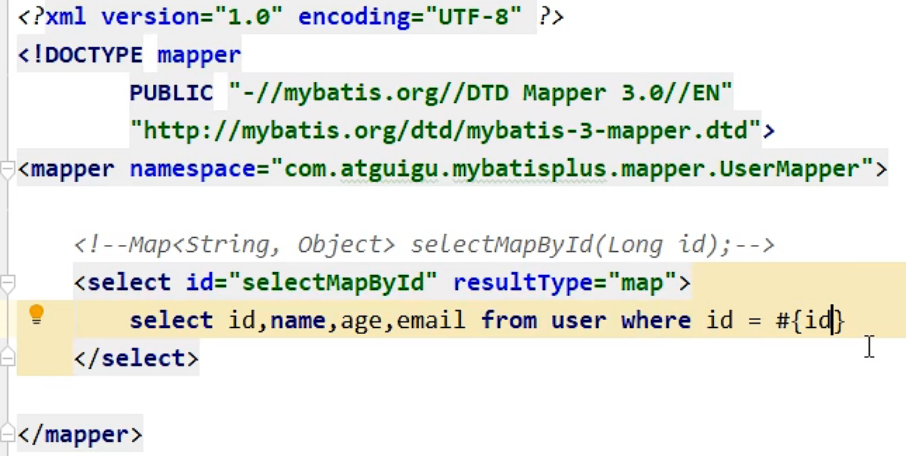 <?xml version="1.0" encoding="UTF-8" ?>
<!DOCTYPE mapper
PUBLIC "-//mybatis.org//DTD Mapper 3.0//EN"
"http://mybatis.org/dtd/mybatis-3-mapper.dtd">
<mapper namespace="com.atguigu.mybatisplus.mapper.UserMapper">
<!--Map<String, Object> selectMapById(Long id);-->
<select id="selectMapById" resultType="map">
select id,name,age,email from user where id = #{id}
</select>
</mapper>